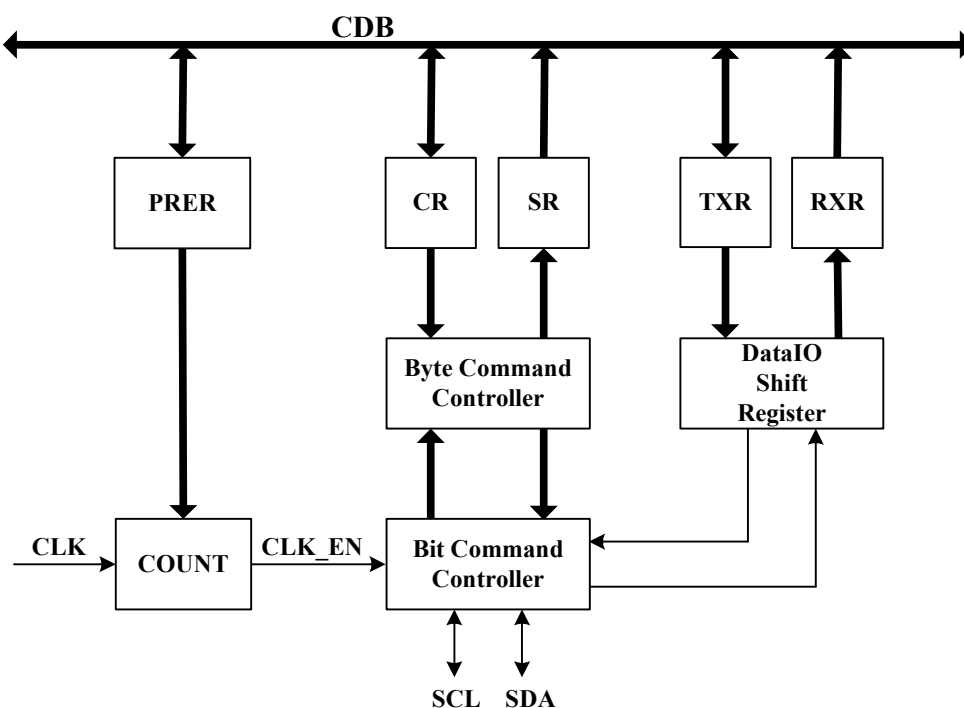 CDB
PRER
CR
SR
TXR
RXR
Byte Command
Controller
DataIO
Shift
Register
CLK
COUNT
CLK_EN
Bit Command
Controller
SCL
SDA